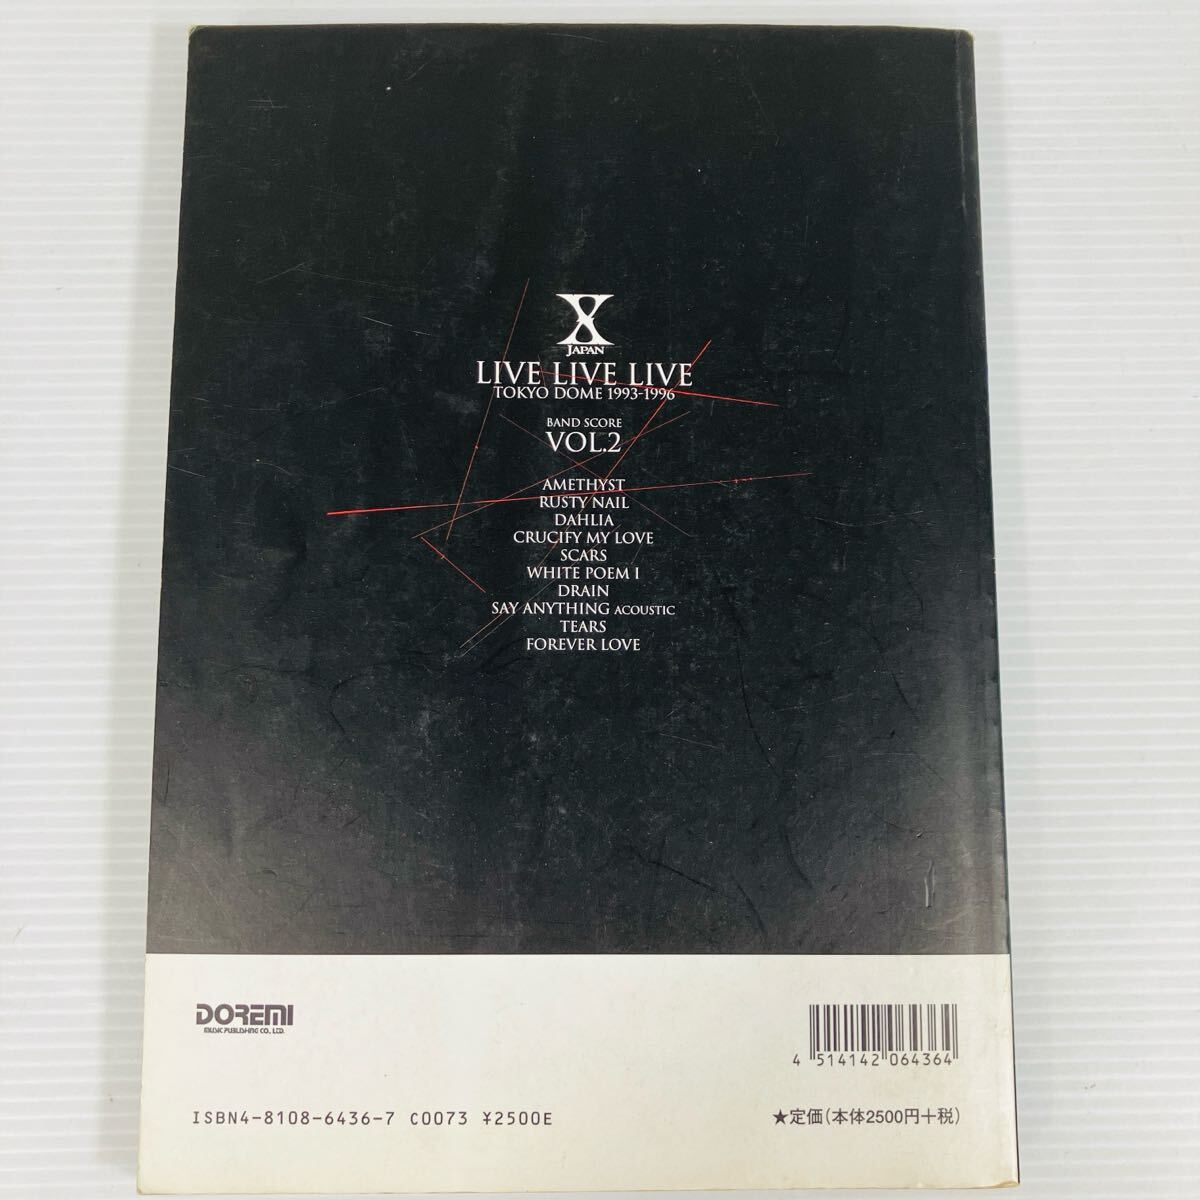 X
JAPAN
LIVE LIVE LIVE
TOKYO DOME 1993-1996
BAND SCORE
VOL.2
AMETHYST
RUSTY NAIL
DAHLIA
CRUCIFY MY LOVE
SCARS
WHITE POEM I
DRAIN
SAY ANYTHING ACOUSTIC
TEARS
FOREVER LOVE
DOREMI
MUSIC PUBLISHING CO., LTD.
4 514142 064364
ISBN4-8108-6436-7 C0073 ¥2500E
★定価(本体2500円+税)